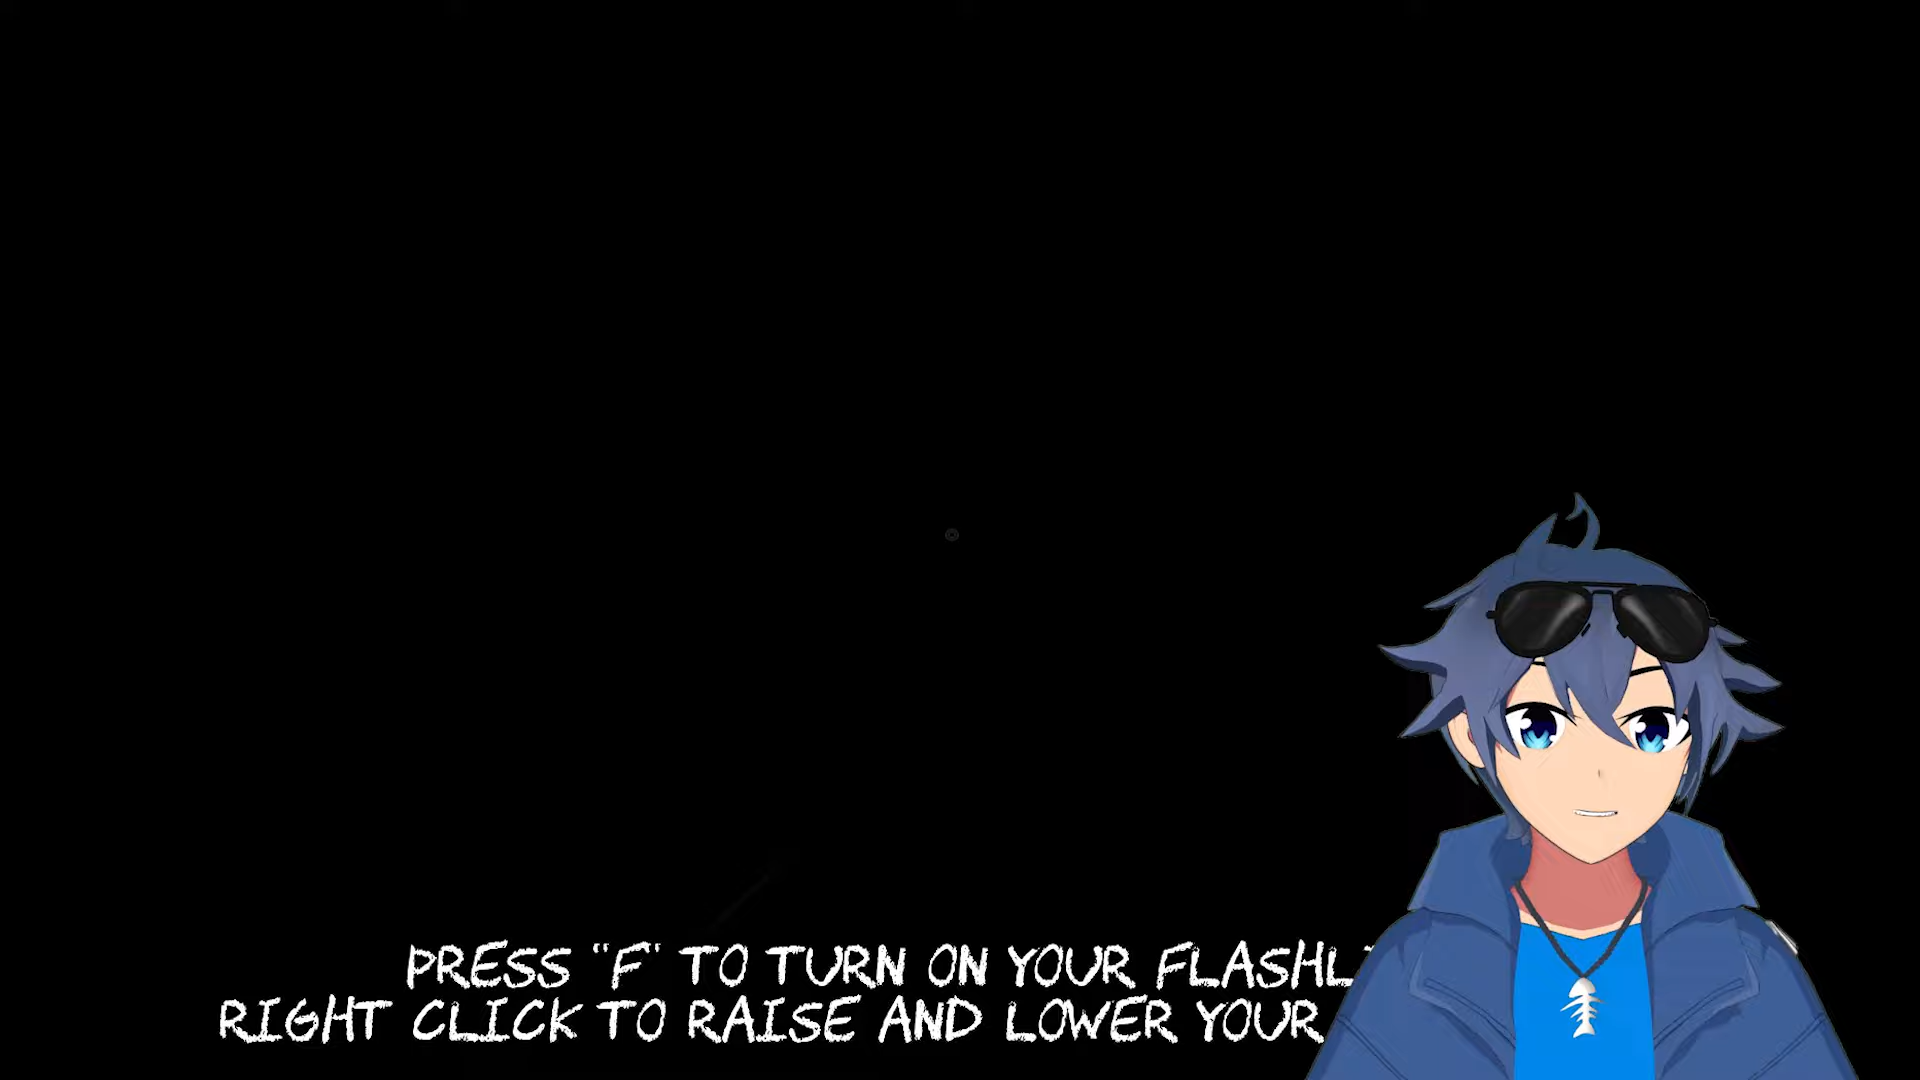 PRESS "F" TO TURN ON YOUR FLASHL
RIGHT CLICK TO RAISE AND LOWER YOUR